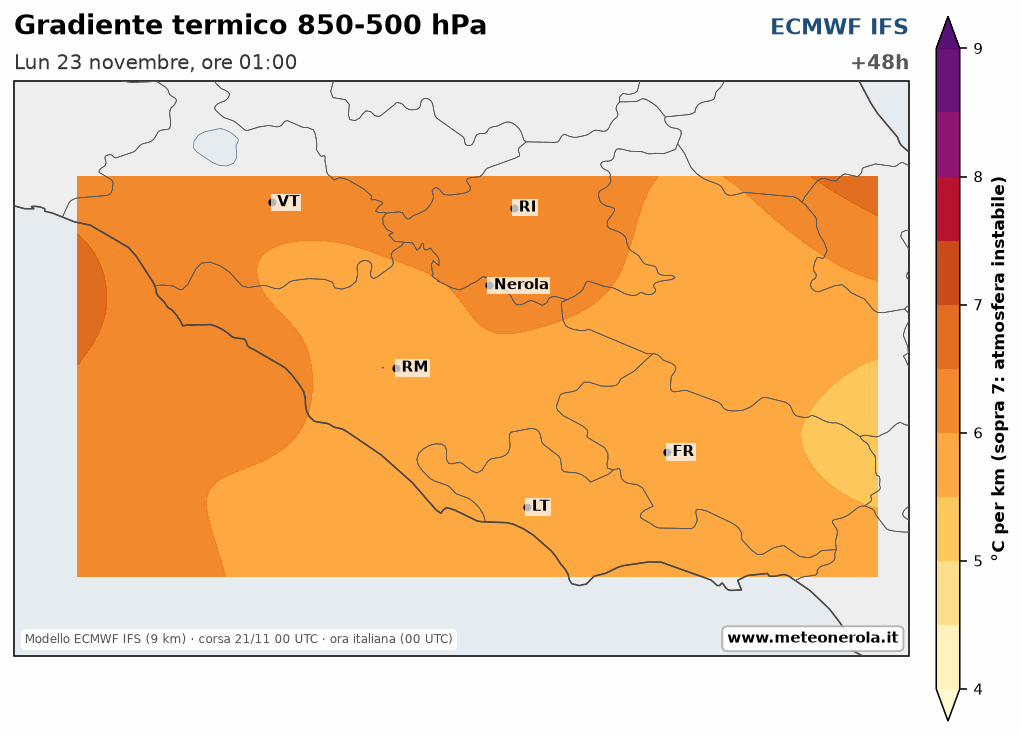 Gradiente termico 850-500 hPa
ECMWF IFS
Lun 23 novembre, ore 01:00
+48h
VT
RI
Nerola
RM
FR
LT
Modello ECMWF IFS (9 km) · corsa 21/11 00 UTC · ora italiana (00 UTC)
www.meteonerola.it
9
8
7
6
5
4
°C per km (sopra 7: atmosfera instabile)